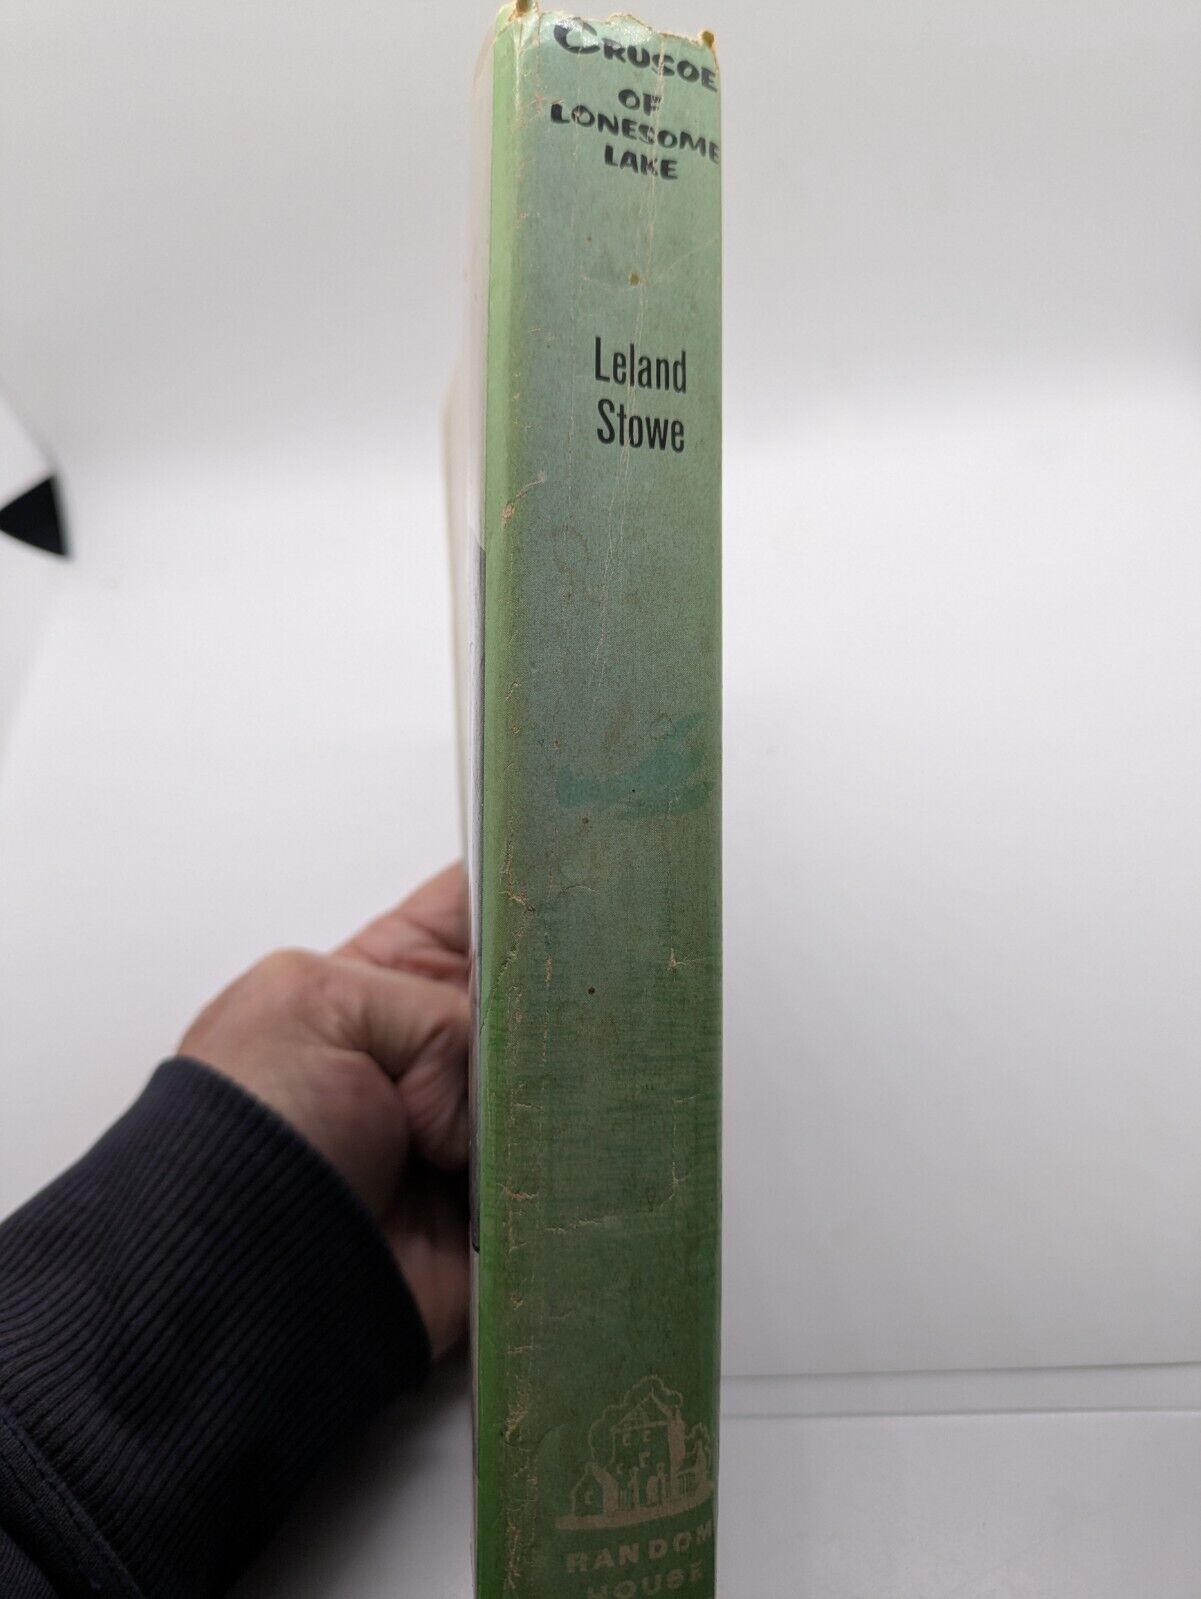 CRUSOE
OF
LONESOME
LAKE
Leland
Stowe
RANDOM
HOUSE